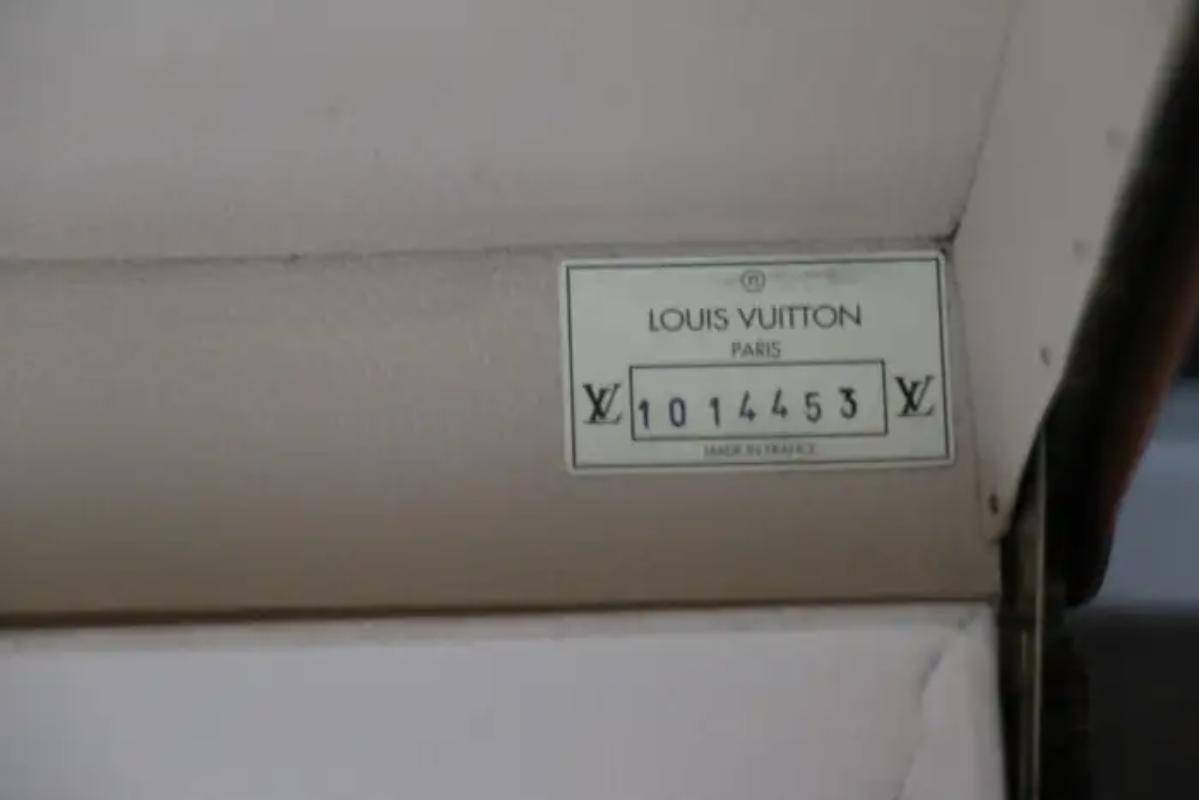 LOUIS VUITTON
PARIS
LV 1014453 LV
MADE IN FRANCE